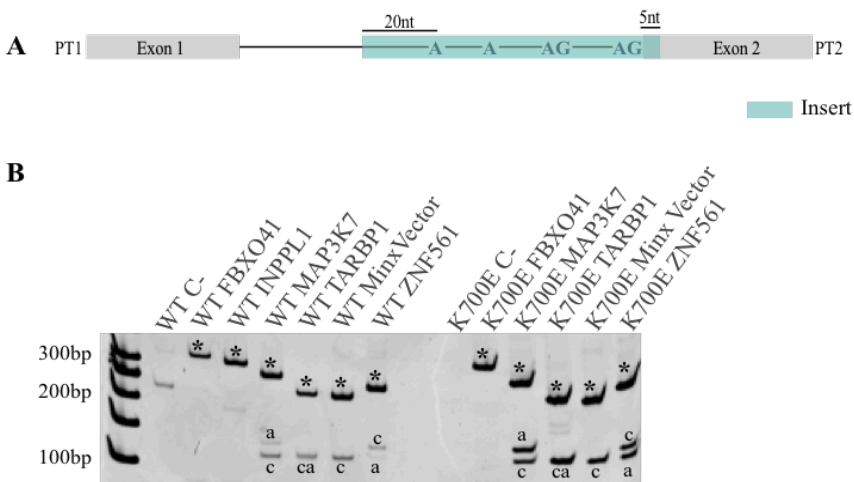 A
PT1
Exon 1
20nt
A
A
AG
AG
5nt
Exon 2
PT2
Insert
B
WT C-
WT FBXO41
WT INPPL1
WT MAP3K7
WT TARBP1
WT MinxVector
WT ZNF561
K700E C-
K700E FBXO41
K700E MAP3K7
K700E TARBP1
K700E Minx Vector
K700E ZNF561
300bp
* * * * * * * * * * *
200bp
a c a c
100bp
c ca c a c ca c a